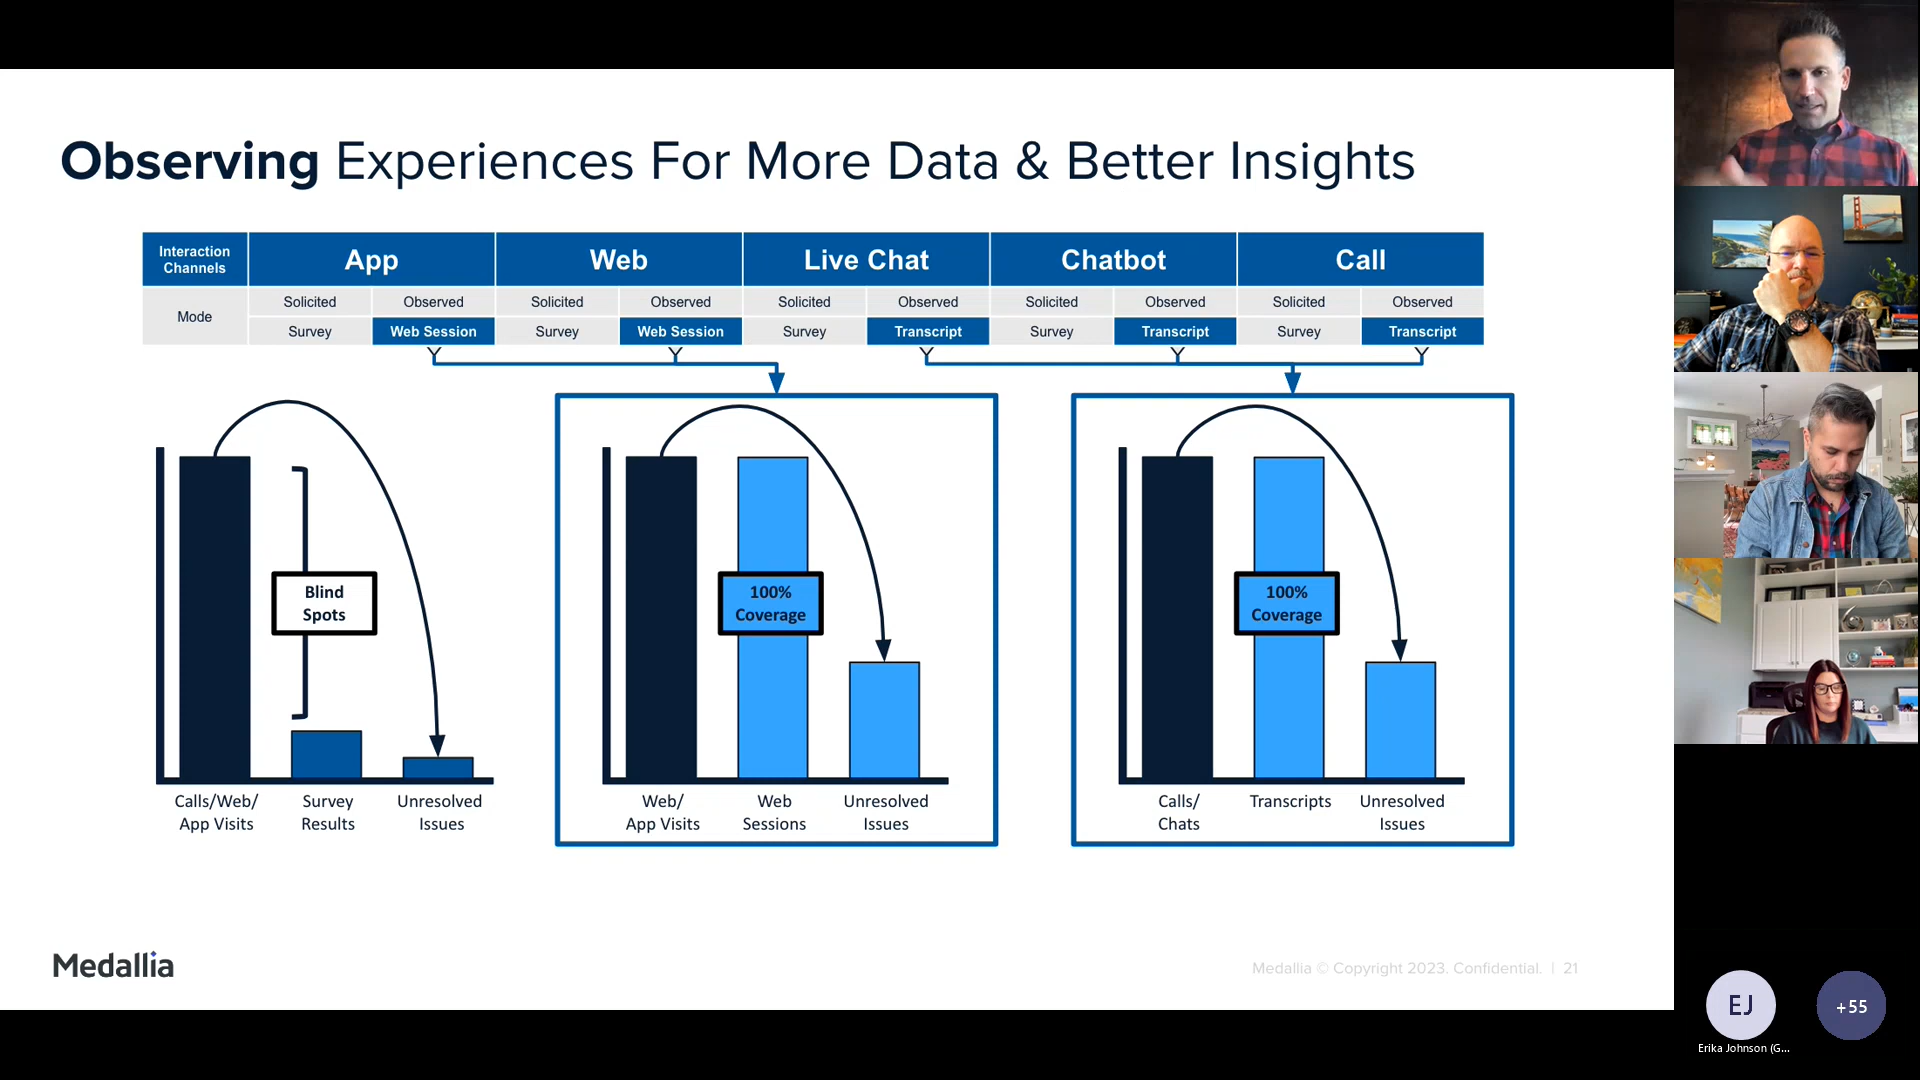 Observing Experiences For More Data & Better Insights
Interaction
Channels
App
Web
Live Chat
Chatbot
Call
Mode
Solicited
Observed
Solicited
Observed
Solicited
Observed
Solicited
Observed
Solicited
Observed
Survey
Web Session
Survey
Web Session
Survey
Transcript
Survey
Transcript
Survey
Transcript
Blind
Spots
Calls/Web/
App Visits
Survey
Results
Unresolved
Issues
100%
Coverage
Web/
App Visits
Web
Sessions
Unresolved
Issues
100%
Coverage
Calls/
Chats
Transcripts
Unresolved
Issues
Medallia
Medallia © Copyright 2023. Confidential. | 21
EJ
+55
Erika Johnson (G...